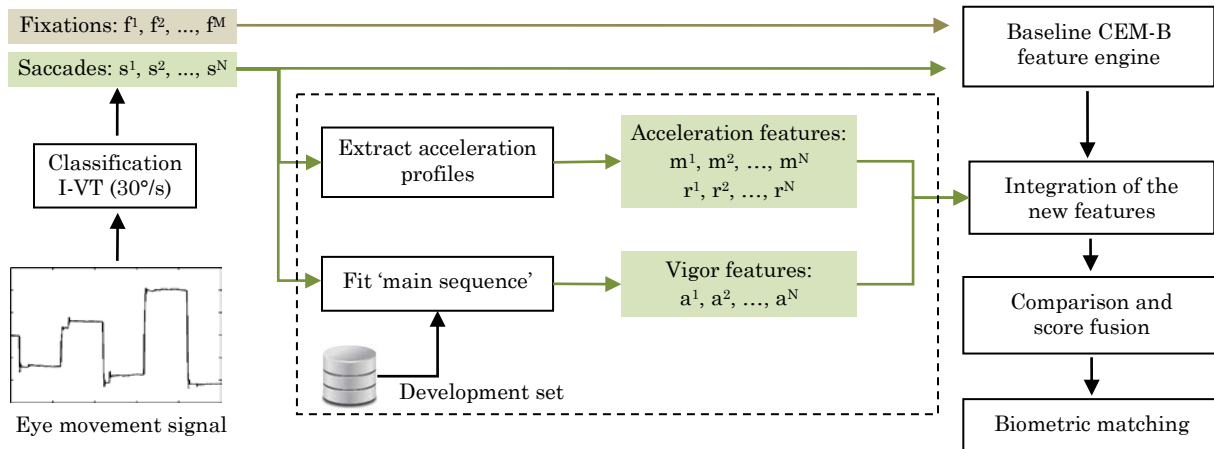 Fixations: f¹, f², ..., fᴹ
Saccades: s¹, s², ..., sᴺ
Classification
I-VT (30°/s)
Eye movement signal
Extract acceleration
profiles
Fit ‘main sequence’
Development set
Acceleration features:
m¹, m², …, mᴺ
r¹, r², …, rᴺ
Vigor features:
a¹, a², …, aᴺ
Baseline CEM-B
feature engine
Integration of the
new features
Comparison and
score fusion
Biometric matching